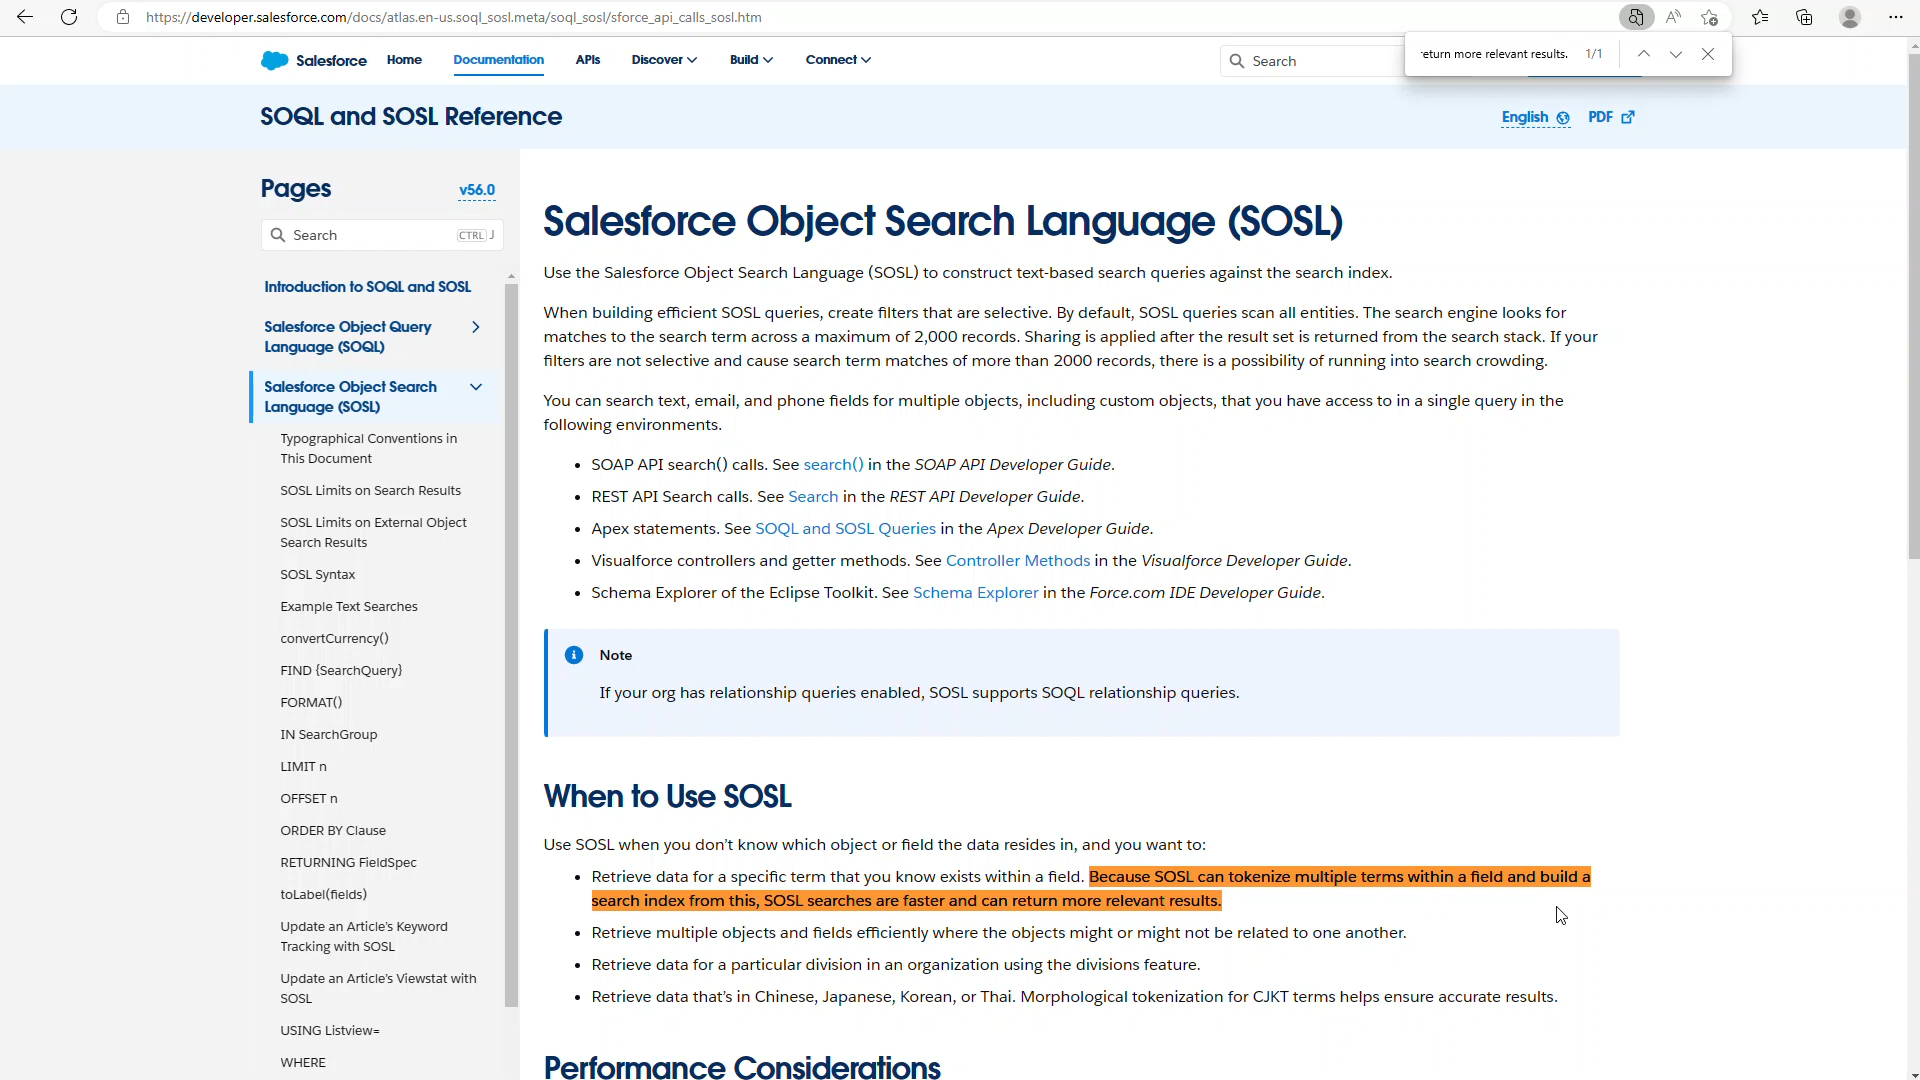 https://developer.salesforce.com/docs/atlas.en-us.soql_sosl.meta/soql_sosl/sforce_api_calls_sosl.htm
return more relevant results. 1/1
Salesforce Home Documentation APIs Discover Build Connect
Search
SOQL and SOSL Reference
English PDF
Pages v56.0
Search CTRL J
Introduction to SOQL and SOSL
Salesforce Object Query
Language (SOQL)
Salesforce Object Search
Language (SOSL)
Typographical Conventions in
This Document
SOSL Limits on Search Results
SOSL Limits on External Object
Search Results
SOSL Syntax
Example Text Searches
convertCurrency()
FIND {SearchQuery}
FORMAT()
IN SearchGroup
LIMIT n
OFFSET n
ORDER BY Clause
RETURNING FieldSpec
toLabel(fields)
Update an Article's Keyword
Tracking with SOSL
Update an Article's Viewstat with
SOSL
USING Listview=
WHERE
Salesforce Object Search Language (SOSL)
Use the Salesforce Object Search Language (SOSL) to construct text-based search queries against the search index.
When building efficient SOSL queries, create filters that are selective. By default, SOSL queries scan all entities. The search engine looks for
matches to the search term across a maximum of 2,000 records. Sharing is applied after the result set is returned from the search stack. If your
filters are not selective and cause search term matches of more than 2000 records, there is a possibility of running into search crowding.
You can search text, email, and phone fields for multiple objects, including custom objects, that you have access to in a single query in the
following environments.
• SOAP API search() calls. See search() in the SOAP API Developer Guide.
• REST API Search calls. See Search in the REST API Developer Guide.
• Apex statements. See SOQL and SOSL Queries in the Apex Developer Guide.
• Visualforce controllers and getter methods. See Controller Methods in the Visualforce Developer Guide.
• Schema Explorer of the Eclipse Toolkit. See Schema Explorer in the Force.com IDE Developer Guide.
Note
If your org has relationship queries enabled, SOSL supports SOQL relationship queries.
When to Use SOSL
Use SOSL when you don't know which object or field the data resides in, and you want to:
• Retrieve data for a specific term that you know exists within a field. Because SOSL can tokenize multiple terms within a field and build a
search index from this, SOSL searches are faster and can return more relevant results.
• Retrieve multiple objects and fields efficiently where the objects might or might not be related to one another.
• Retrieve data for a particular division in an organization using the divisions feature.
• Retrieve data that's in Chinese, Japanese, Korean, or Thai. Morphological tokenization for CJKT terms helps ensure accurate results.
Performance Considerations